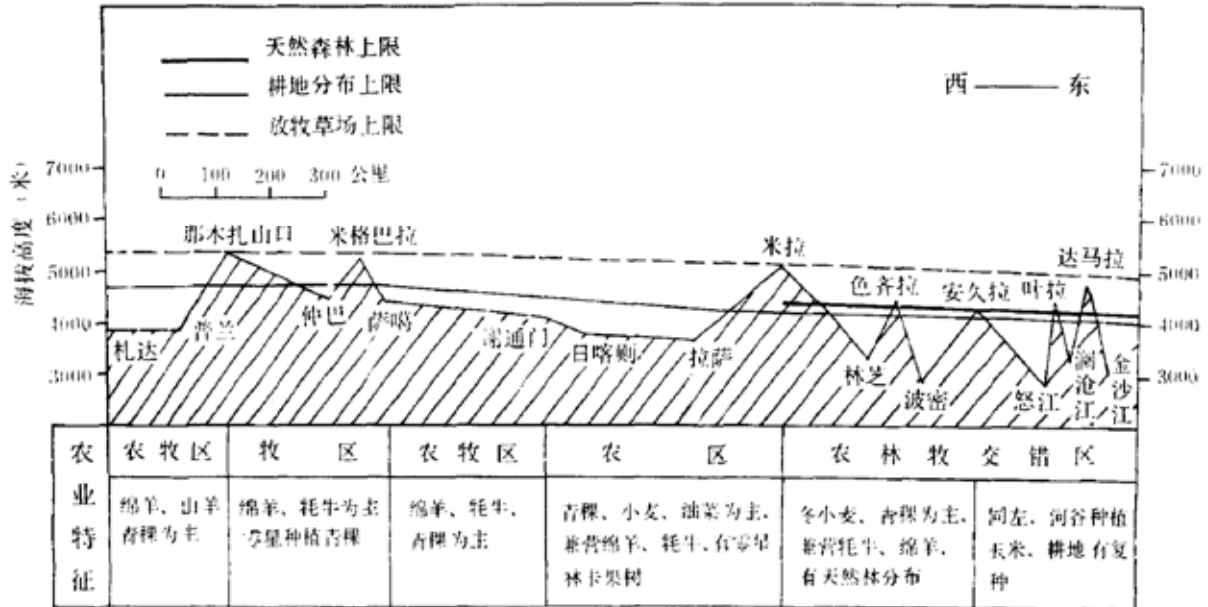 天然森林上限
耕地分布上限
放牧草场上限
西 东
0 100 200 300 公里
海拔高度（米）
7000
6000
5000
4000
3000
7000
6000
5000
4000
3000
那木扎山口
米格巴拉
米拉
达马拉
色齐拉
安久拉
叶拉
札达
普兰
仲巴
萨噶
谢通门
日喀则
拉萨
林芝
波密
怒江
澜沧江
金沙江
农业特征
农牧区
牧区
农牧区
农区
农林牧交错区
绵羊、山羊
青稞为主
绵羊、牦牛为主
零星种植青稞
绵羊、牦牛、
青稞为主
青稞、小麦、油菜为主，
兼营绵羊、牦牛、有零星
林卡果树
冬小麦、青稞为主，
兼营牦牛、绵羊，
有天然林分布
同左，河谷种植
玉米、耕地有复
种